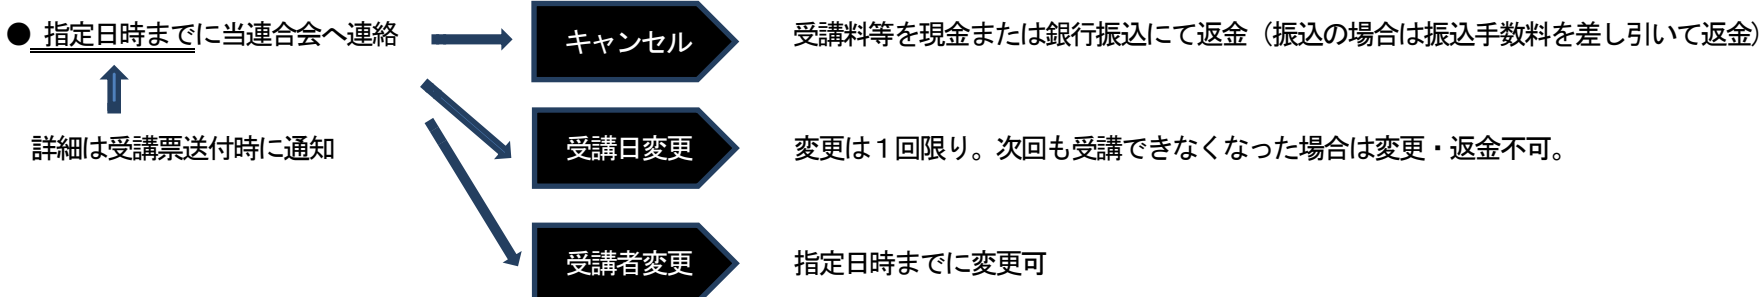 ● 指定日時までに当連合会へ連絡
キャンセル
受講料等を現金または銀行振込にて返金（振込の場合は振込手数料を差し引いて返金）
詳細は受講票送付時に通知
受講日変更
変更は１回限り。次回も受講できなくなった場合は変更・返金不可。
受講者変更
指定日時までに変更可